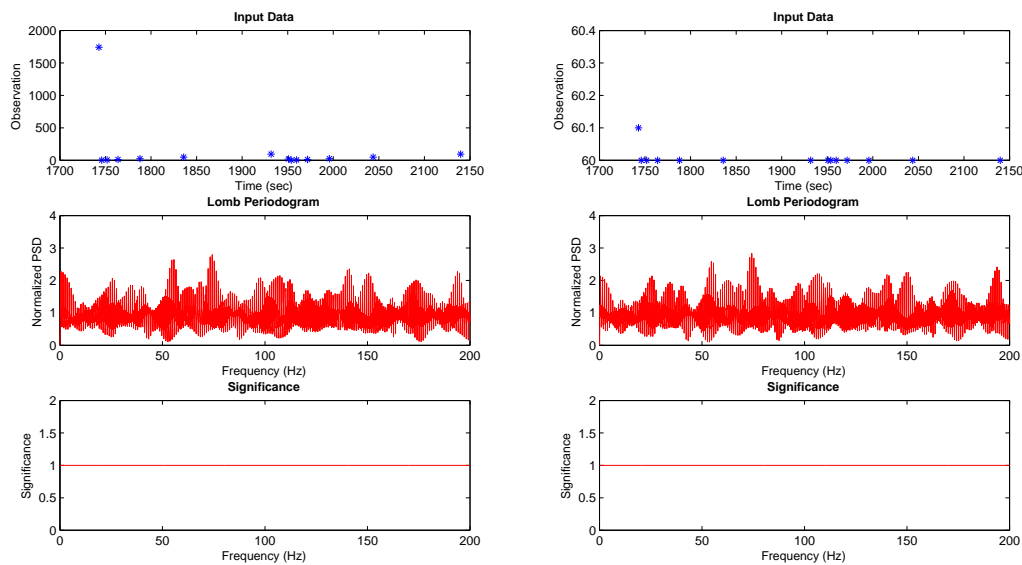 Input Data
2000
1500
1000
500
0
Observation
1700 1750 1800 1850 1900 1950 2000 2050 2100 2150
Time (sec)
Lomb Periodogram
4
3
2
1
0
Normalized PSD
0 50 100 150 200
Frequency (Hz)
Significance
2
1.5
1
0.5
0
Significance
0 50 100 150 200
Frequency (Hz)
Input Data
60.4
60.3
60.2
60.1
60
Observation
1700 1750 1800 1850 1900 1950 2000 2050 2100 2150
Time (sec)
Lomb Periodogram
4
3
2
1
0
Normalized PSD
0 50 100 150 200
Frequency (Hz)
Significance
2
1.5
1
0.5
0
Significance
0 50 100 150 200
Frequency (Hz)